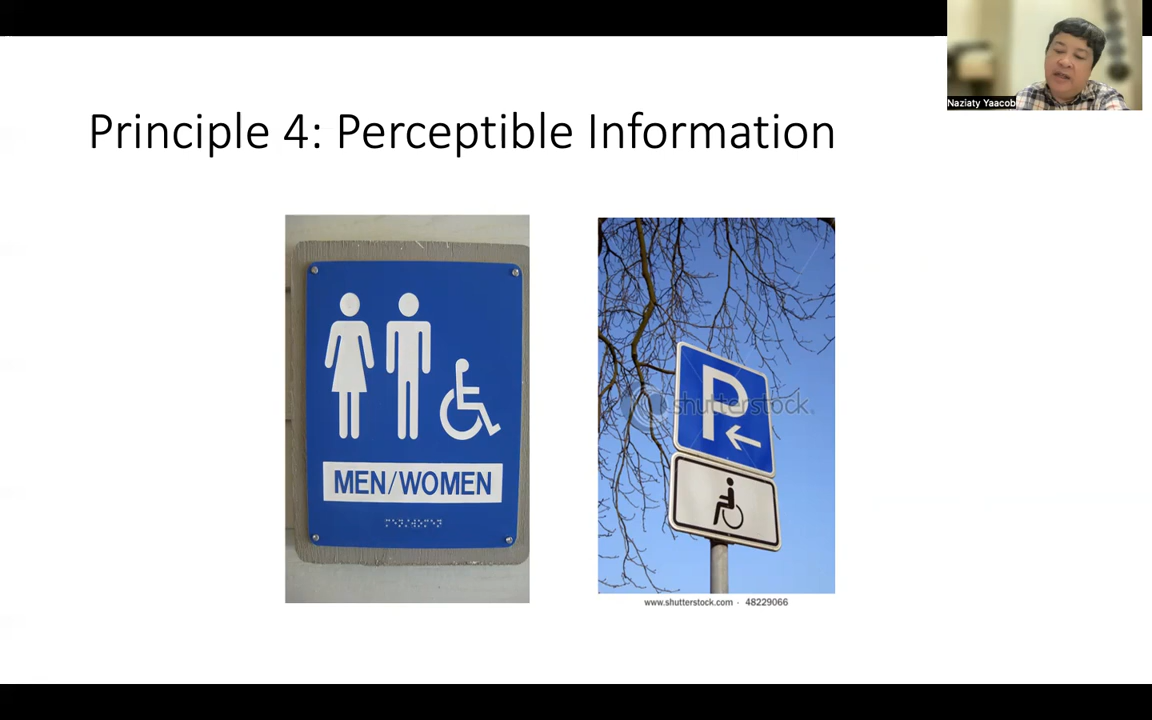 Naziaty Yaacob
Principle 4: Perceptible Information
MEN/WOMEN
⠍⠑⠝⠌⠺⠕⠍⠑⠝
P
shutterstock
www.shutterstock.com · 48229066